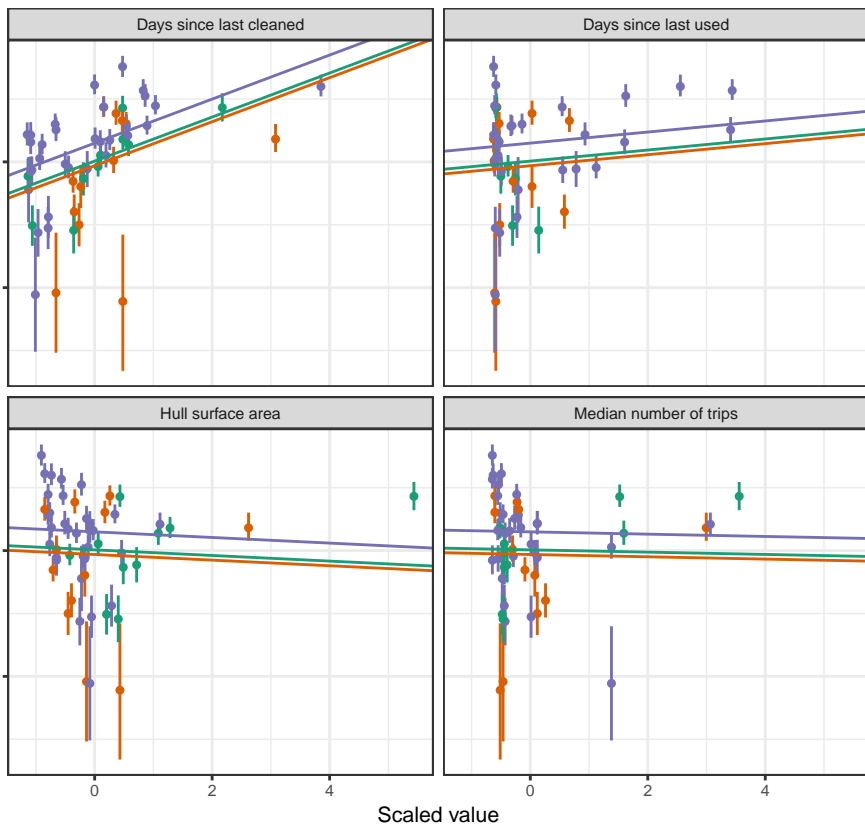 Days since last cleaned
Days since last used
Hull surface area
Median number of trips
0 2 4 0 2 4
Scaled value